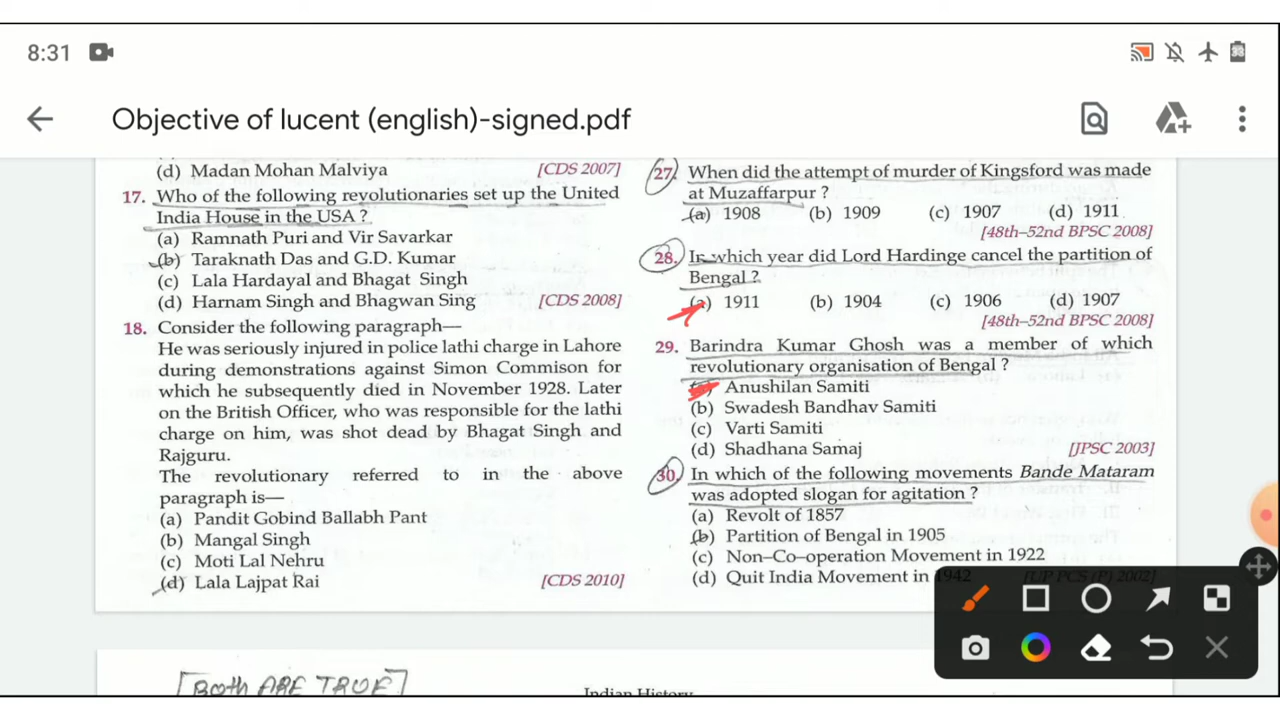 8:31
38
Objective of lucent (english)-signed.pdf
(d) Madan Mohan Malviya [CDS 2007]
17. Who of the following revolutionaries set up the United
India House in the USA ?
(a) Ramnath Puri and Vir Savarkar
(b) Taraknath Das and G.D. Kumar
(c) Lala Hardayal and Bhagat Singh
(d) Harnam Singh and Bhagwan Sing [CDS 2008]
18. Consider the following paragraph—
He was seriously injured in police lathi charge in Lahore
during demonstrations against Simon Commison for
which he subsequently died in November 1928. Later
on the British Officer, who was responsible for the lathi
charge on him, was shot dead by Bhagat Singh and
Rajguru.
The revolutionary referred to in the above
paragraph is—
(a) Pandit Gobind Ballabh Pant
(b) Mangal Singh
(c) Moti Lal Nehru
(d) Lala Lajpat Rai [CDS 2010]
27. When did the attempt of murder of Kingsford was made
at Muzaffarpur ?
(a) 1908 (b) 1909 (c) 1907 (d) 1911
[48th–52nd BPSC 2008]
28. In which year did Lord Hardinge cancel the partition of
Bengal ?
(a) 1911 (b) 1904 (c) 1906 (d) 1907
[48th–52nd BPSC 2008]
29. Barindra Kumar Ghosh was a member of which
revolutionary organisation of Bengal ?
Anushilan Samiti
(b) Swadesh Bandhav Samiti
(c) Varti Samiti
(d) Shadhana Samaj [JPSC 2003]
30. In which of the following movements Bande Mataram
was adopted slogan for agitation ?
(a) Revolt of 1857
(b) Partition of Bengal in 1905
(c) Non–Co–operation Movement in 1922
(d) Quit India Movement in 1942 [UP PCS (P) 2002]
[Both ARE TRUE]
Indian History